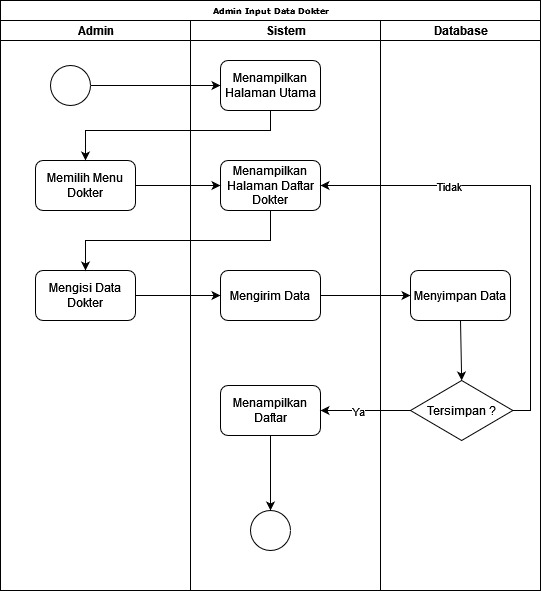 Admin Input Data Dokter
Admin
Sistem
Database
Menampilkan
Halaman Utama
Memilih Menu
Dokter
Menampilkan
Halaman Daftar
Dokter
Tidak
Mengisi Data
Dokter
Mengirim Data
Menyimpan Data
Menampilkan
Daftar
Ya
Tersimpan ?